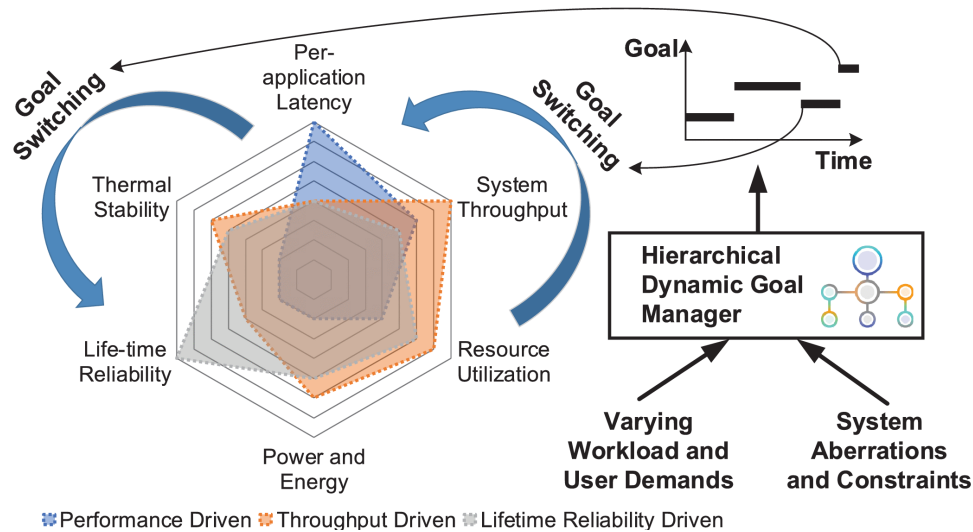 Per-
application
Latency
Goal
Switching
Thermal
Stability
System
Throughput
Goal
Switching
Life-time
Reliability
Resource
Utilization
Power and
Energy
Performance Driven
Throughput Driven
Lifetime Reliability Driven
Goal
Time
Hierarchical
Dynamic Goal
Manager
Varying
Workload and
User Demands
System
Aberrations
and Constraints